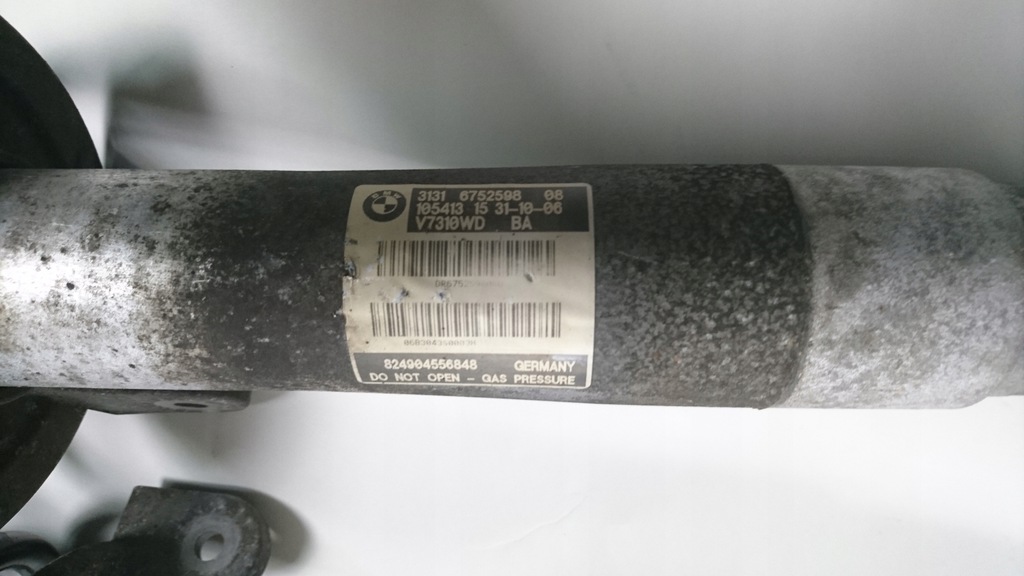 3131 6752598 08
105413 15 31-10-06
V7310WD BA
824904556848 GERMANY
DO NOT OPEN - GAS PRESSURE